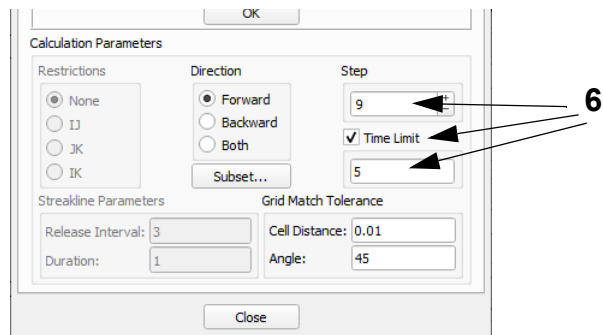 OK
Calculation Parameters
Restrictions Direction Step
None Forward 9 + - 6
IJ Backward Time Limit
JK Both
IK Subset... 5
Streakline Parameters Grid Match Tolerance
Release Interval: 3 Cell Distance: 0.01
Duration: 1 Angle: 45
Close